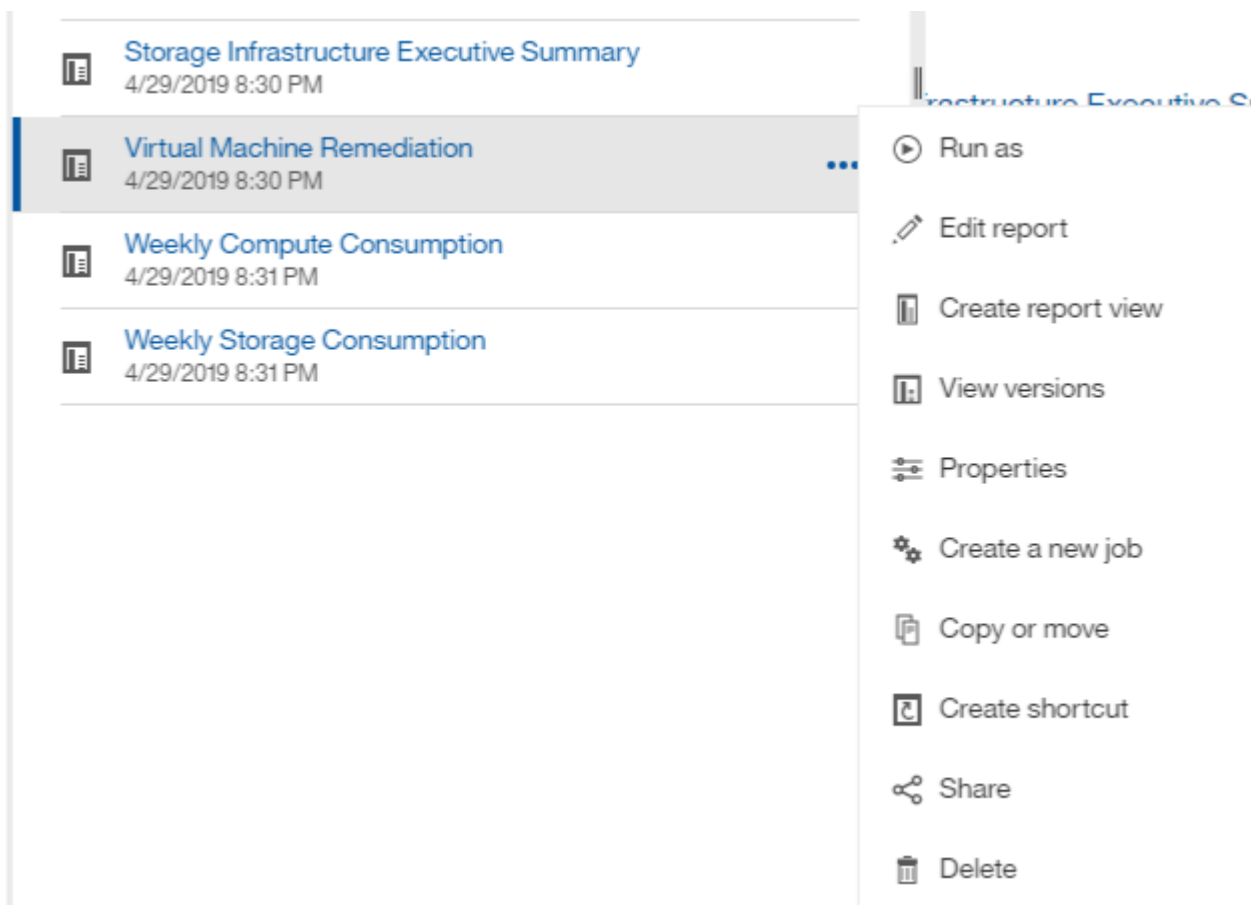 Storage Infrastructure Executive Summary
4/29/2019 8:30 PM
Virtual Machine Remediation
4/29/2019 8:30 PM
Weekly Compute Consumption
4/29/2019 8:31 PM
Weekly Storage Consumption
4/29/2019 8:31 PM
Executive
Run as
Edit report
Create report view
View versions
Properties
Create a new job
Copy or move
Create shortcut
Share
Delete